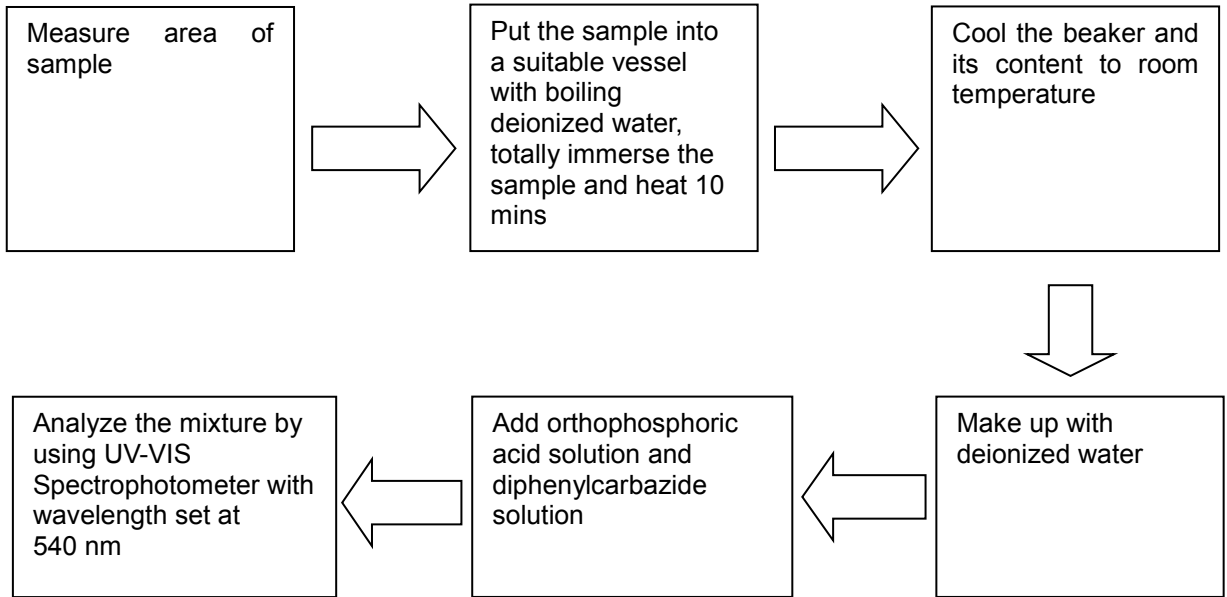 Measure area of
sample
Put the sample into
a suitable vessel
with boiling
deionized water,
totally immerse the
sample and heat 10
mins
Cool the beaker and
its content to room
temperature
Make up with
deionized water
Add orthophosphoric
acid solution and
diphenylcarbazide
solution
Analyze the mixture by
using UV-VIS
Spectrophotometer with
wavelength set at
540 nm